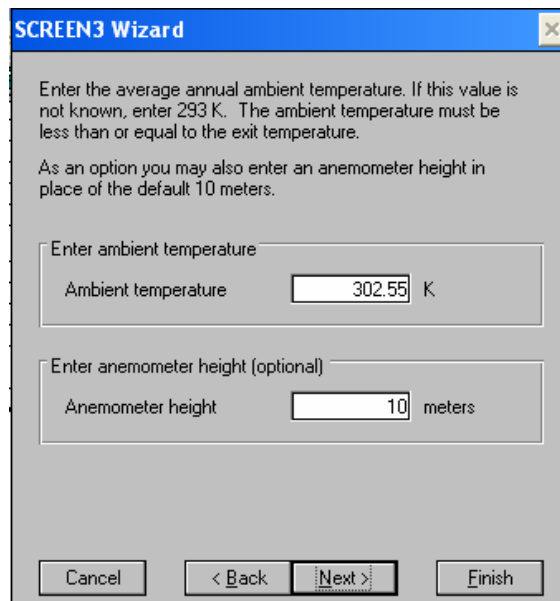 SCREEN3 Wizard
Enter the average annual ambient temperature. If this value is
not known, enter 293 K. The ambient temperature must be
less than or equal to the exit temperature.
As an option you may also enter an anemometer height in
place of the default 10 meters.
Enter ambient temperature
Ambient temperature 302.55 K
Enter anemometer height (optional)
Anemometer height 10 meters
Cancel < Back Next > Finish